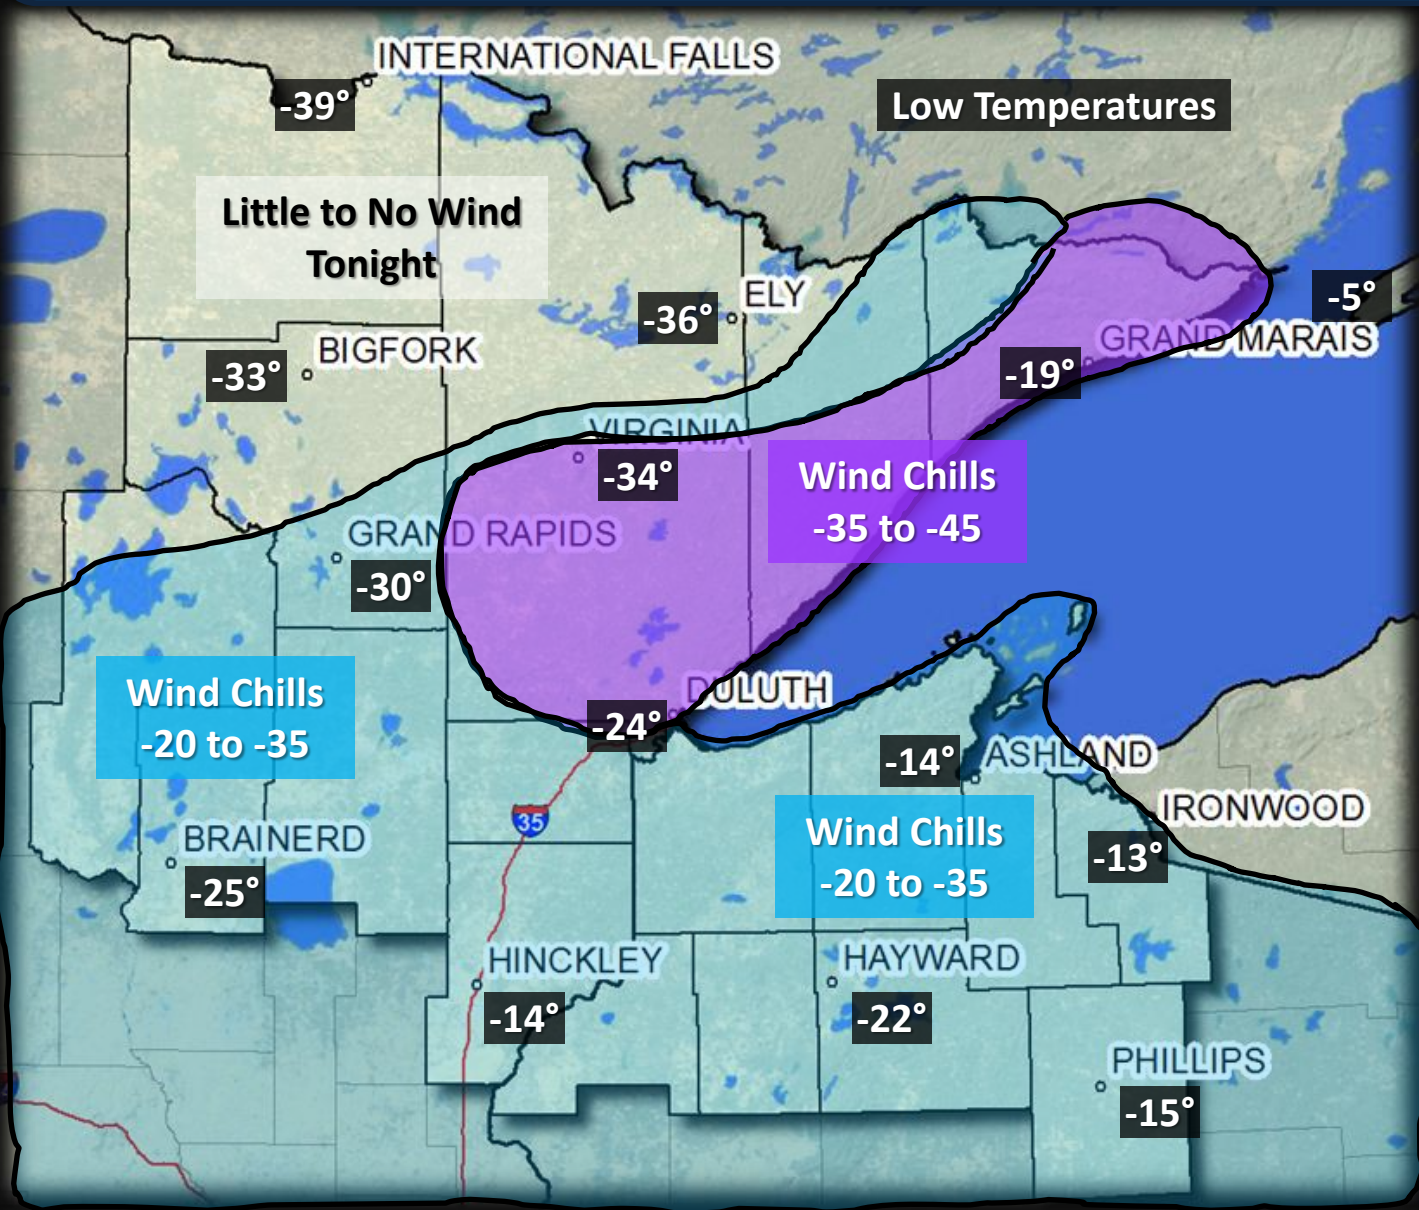 INTERNATIONAL FALLS
-39°
Low Temperatures
Little to No Wind
Tonight
ELY
-36°
-5°
BIGFORK
-33°
GRAND MARAIS
-19°
VIRGINIA
-34°
Wind Chills
-35 to -45
GRAND RAPIDS
-30°
Wind Chills
-20 to -35
DULUTH
-24°
-14°
ASHLAND
IRONWOOD
35
Wind Chills
-20 to -35
-13°
BRAINERD
-25°
HINCKLEY
-14°
HAYWARD
-22°
PHILLIPS
-15°